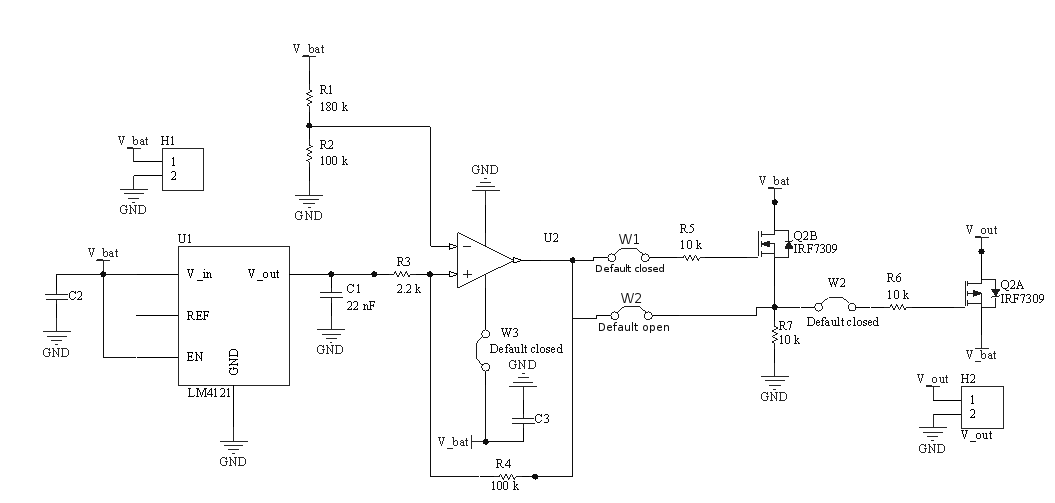 V_bat
R1
180 k
R2
100 k
GND
V_bat
H1
1
2
GND
GND
U1
V_bat
V_in
V_out
REF
EN
GND
LM4121
C2
GND
GND
C1
22 nF
GND
R3
2.2 k
−
+
U2
W3
Default closed
GND
C3
V_bat
R4
100 k
W1
Default closed
R5
10 k
W2
Default open
V_bat
Q2B
IRF7309
R7
10 k
GND
W2
Default closed
R6
10 k
V_out
Q2A
IRF7309
V_bat
V_out
H2
1
2
GND
V_out